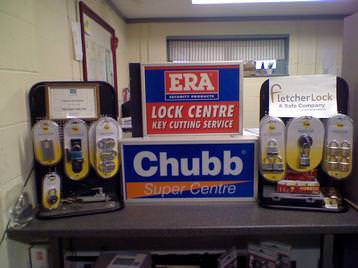 ERA
SECURITY PRODUCTS
LOCK CENTRE
KEY CUTTING SERVICE
Chubb
Super Centre
fletcherLock
& Safe Company